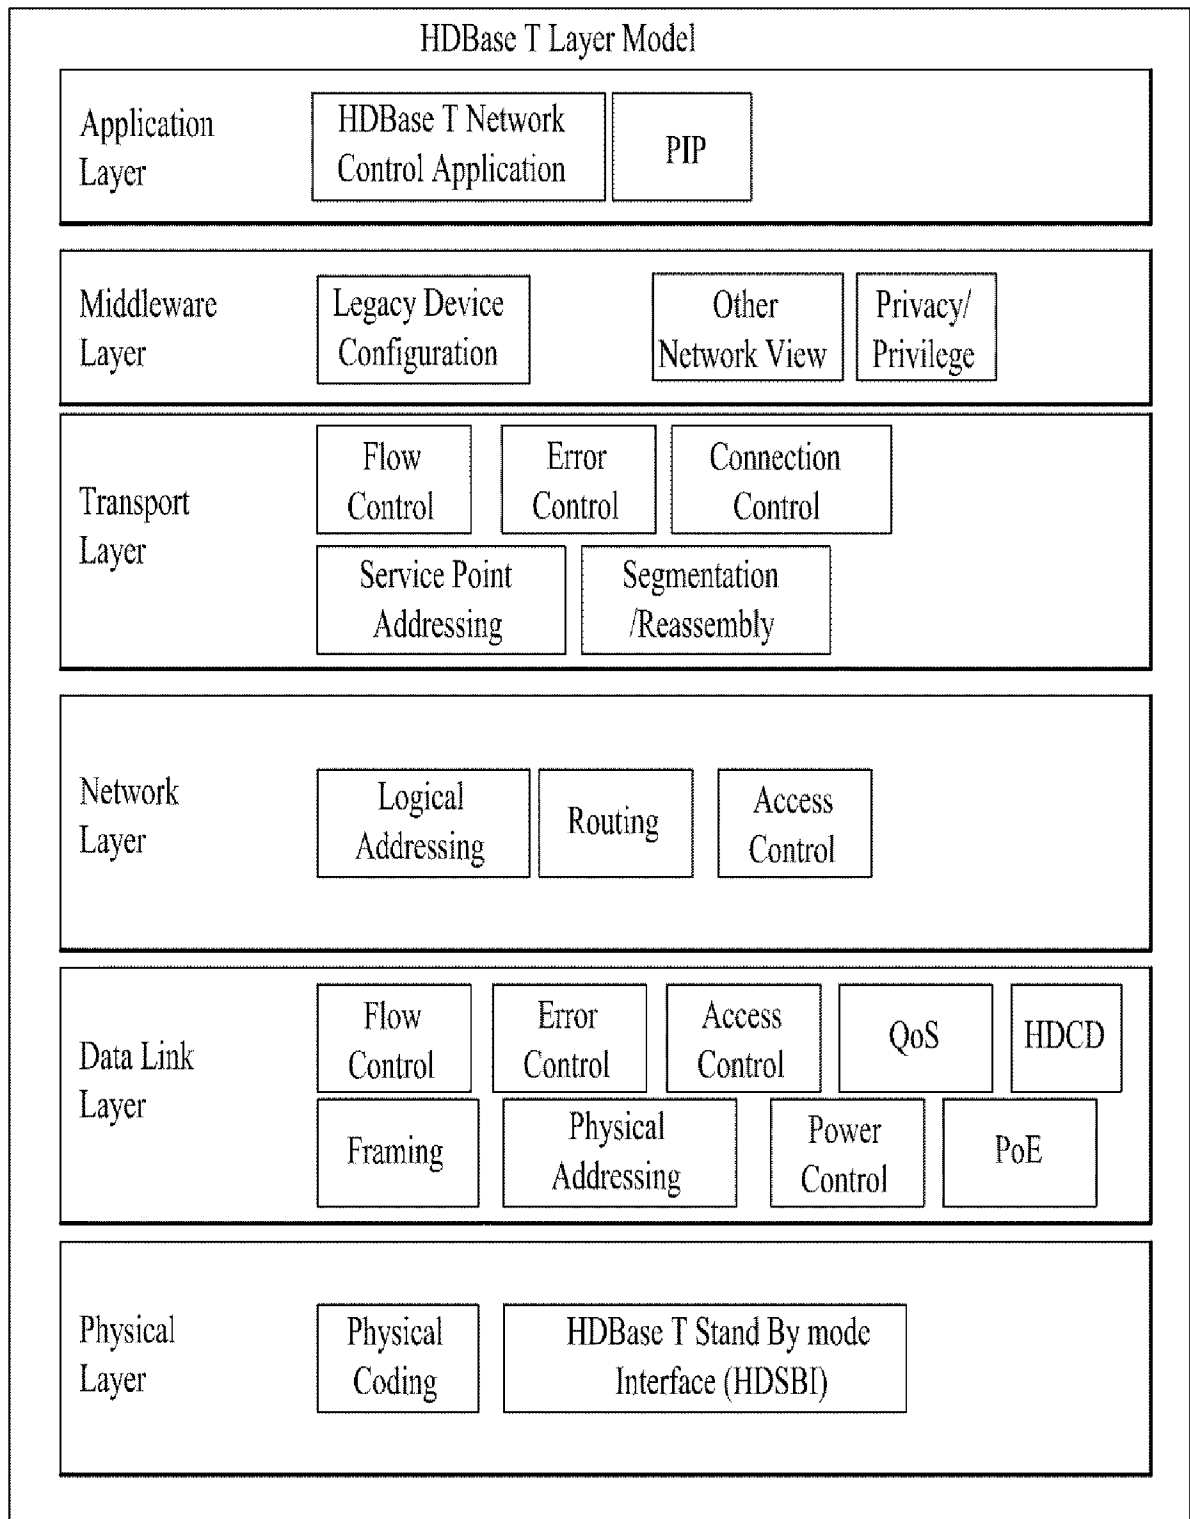 HDBase T Layer Model
Application
Layer
HDBase T Network
Control Application
PIP
Middleware
Layer
Legacy Device
Configuration
Other
Network View
Privacy/
Privilege
Transport
Layer
Flow
Control
Error
Control
Connection
Control
Service Point
Addressing
Segmentation
/Reassembly
Network
Layer
Logical
Addressing
Routing
Access
Control
Data Link
Layer
Flow
Control
Error
Control
Access
Control
QoS
HDCD
Framing
Physical
Addressing
Power
Control
PoE
Physical
Layer
Physical
Coding
HDBase T Stand By mode
Interface (HDSBI)